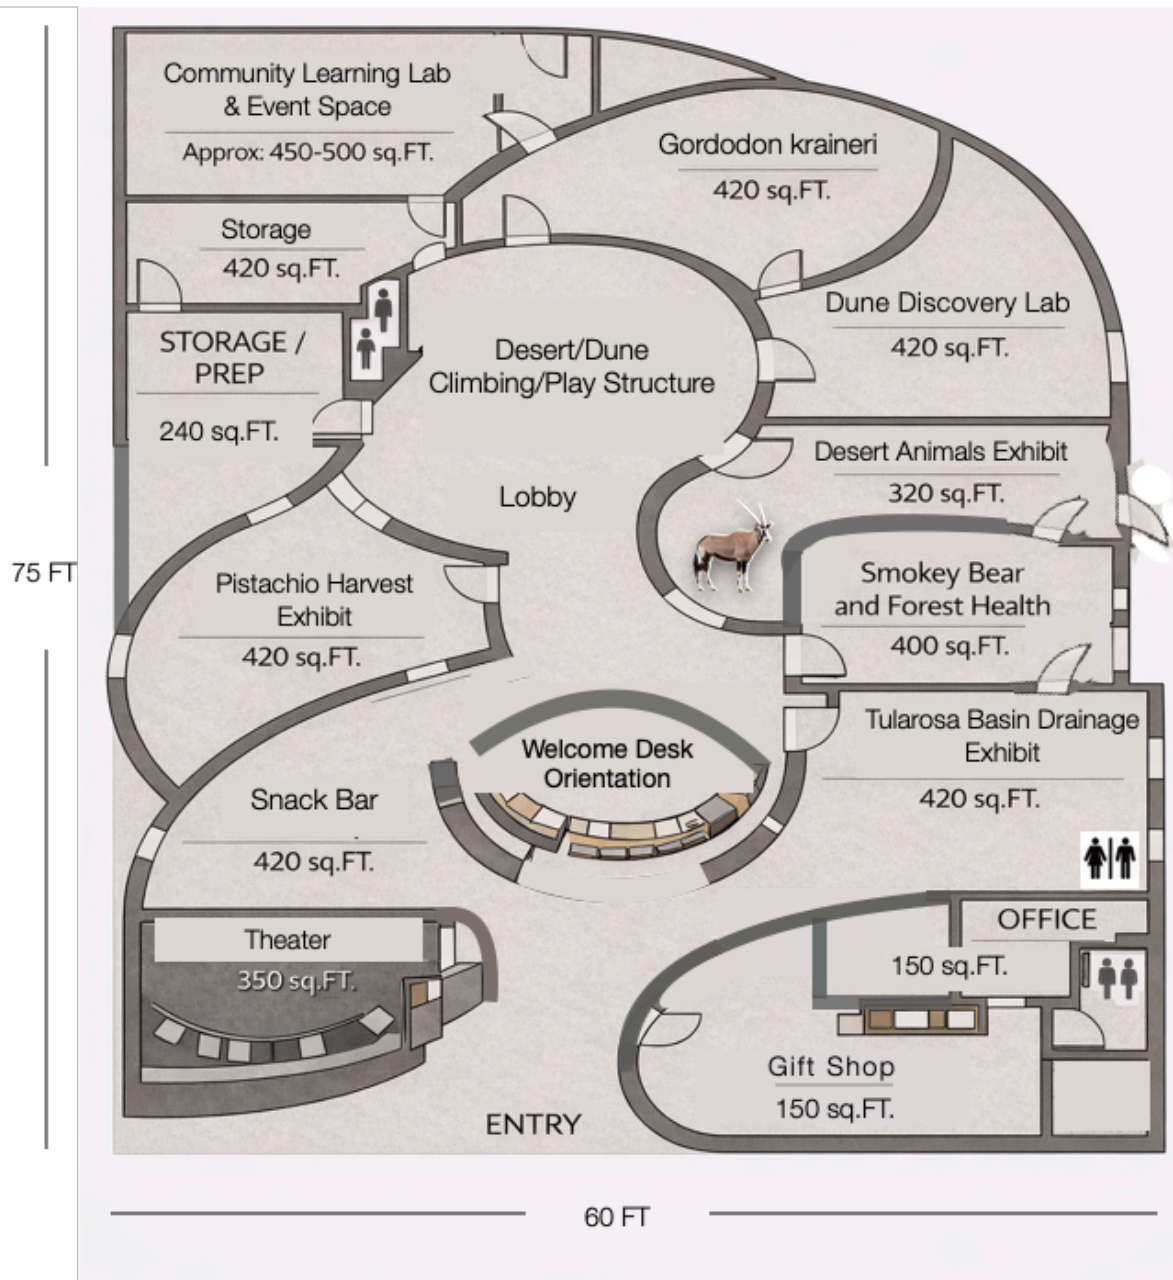 Community Learning Lab
& Event Space
Approx: 450-500 sq.FT.
Gordodon kraineri
420 sq.FT.
Storage
420 sq.FT.
Dune Discovery Lab
420 sq.FT.
STORAGE /
PREP
240 sq.FT.
Desert/Dune
Climbing/Play Structure
Desert Animals Exhibit
320 sq.FT.
Lobby
75 FT
Pistachio Harvest
Exhibit
420 sq.FT.
Smokey Bear
and Forest Health
400 sq.FT.
Tularosa Basin Drainage
Exhibit
420 sq.FT.
Welcome Desk
Orientation
Snack Bar
420 sq.FT.
Theater
350 sq.FT.
OFFICE
150 sq.FT.
Gift Shop
150 sq.FT.
ENTRY
60 FT